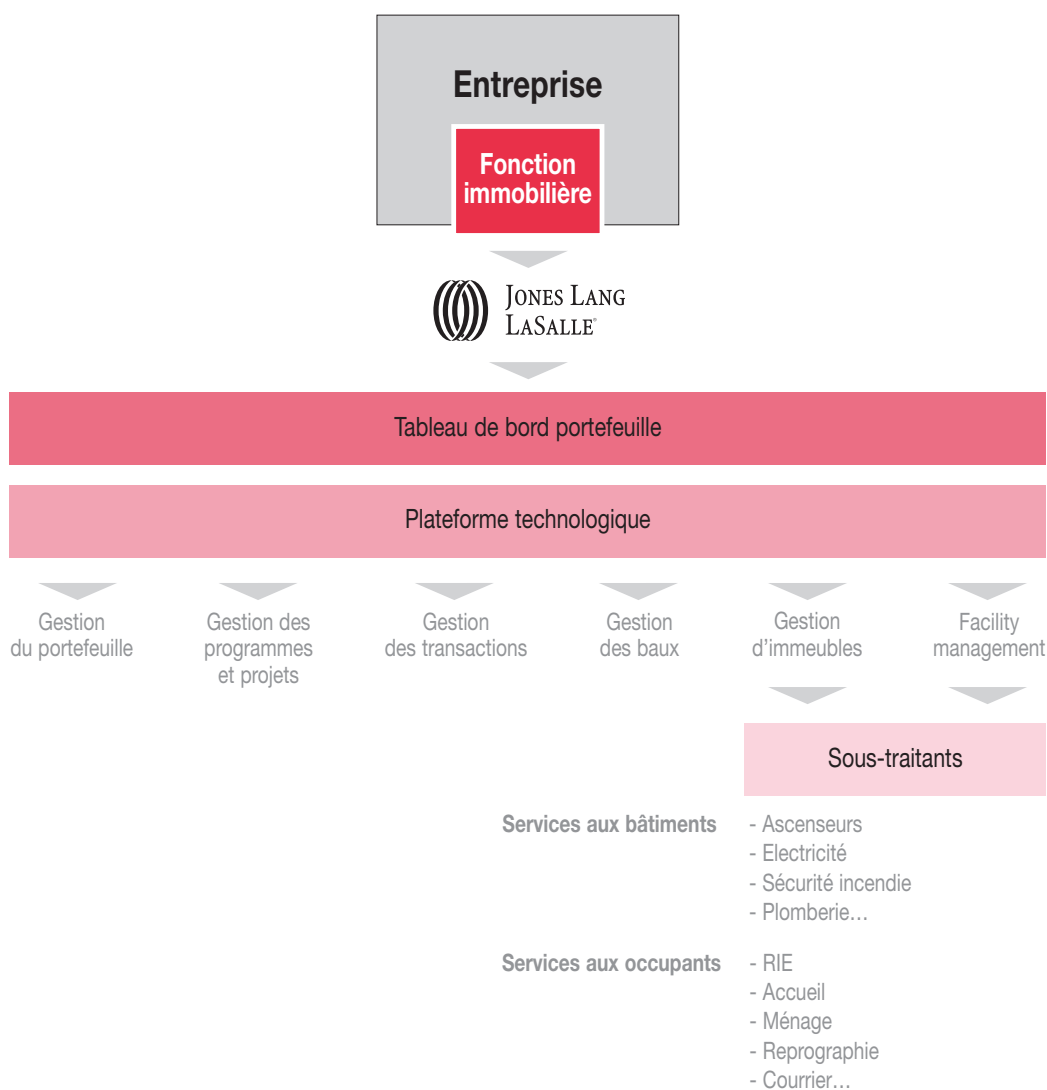 Entreprise
Fonction
immobilière
JONES LANG
LASALLE®
Tableau de bord portefeuille
Plateforme technologique
Gestion
du portefeuille
Gestion des
programmes
et projets
Gestion
des transactions
Gestion
des baux
Gestion
d’immeubles
Facility
management
Sous-traitants
Services aux bâtiments
- Ascenseurs
- Electricité
- Sécurité incendie
- Plomberie…
Services aux occupants
- RIE
- Accueil
- Ménage
- Reprographie
- Courrier…